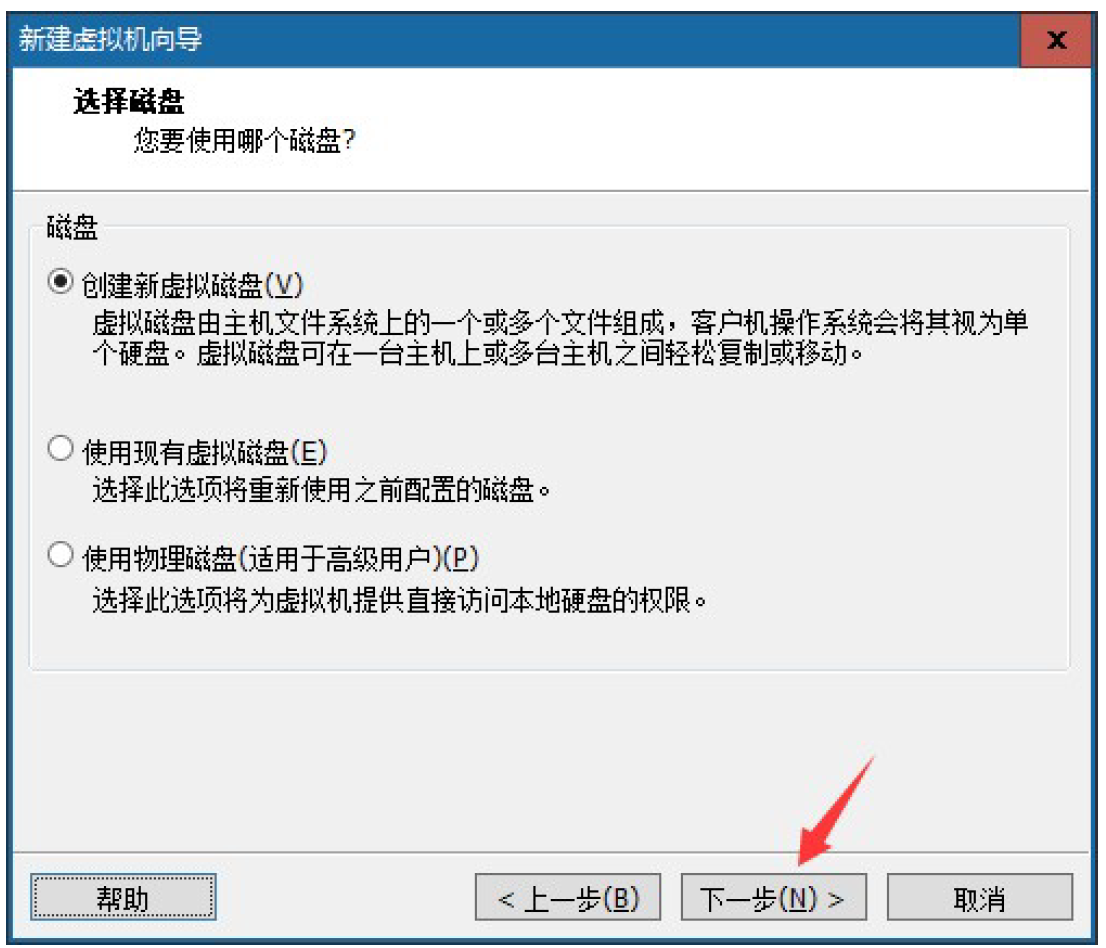 新建虚拟机向导
x
选择磁盘
您要使用哪个磁盘?
磁盘
创建新虚拟磁盘(V)
虚拟磁盘由主机文件系统上的一个或多个文件组成，客户机操作系统会将其视为单
个硬盘。虚拟磁盘可在一台主机上或多台主机之间轻松复制或移动。
使用现有虚拟磁盘(E)
选择此选项将重新使用之前配置的磁盘。
使用物理磁盘(适用于高级用户)(P)
选择此选项将为虚拟机提供直接访问本地硬盘的权限。
帮助 < 上一步(B) 下一步(N) > 取消